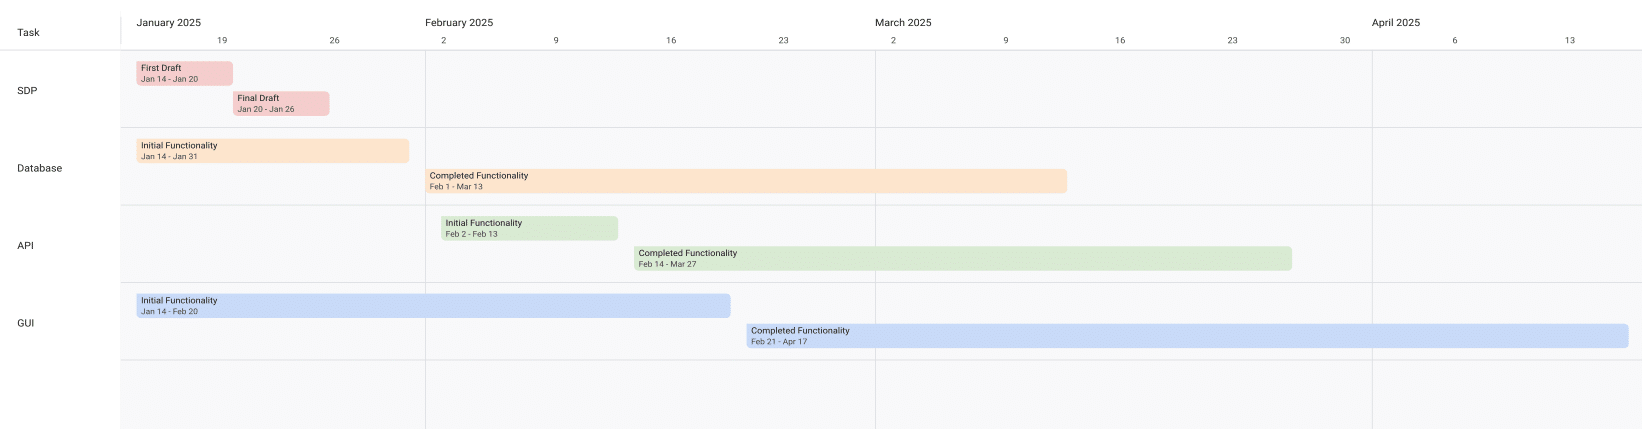 Task
January 2025
February 2025
March 2025
April 2025
19
26
2
9
16
23
2
9
16
23
30
6
13
SDP
First Draft
Jan 14 - Jan 20
Final Draft
Jan 20 - Jan 26
Database
Initial Functionality
Jan 14 - Jan 31
Completed Functionality
Feb 1 - Mar 13
API
Initial Functionality
Feb 2 - Feb 13
Completed Functionality
Feb 14 - Mar 27
GUI
Initial Functionality
Jan 14 - Feb 20
Completed Functionality
Feb 21 - Apr 17